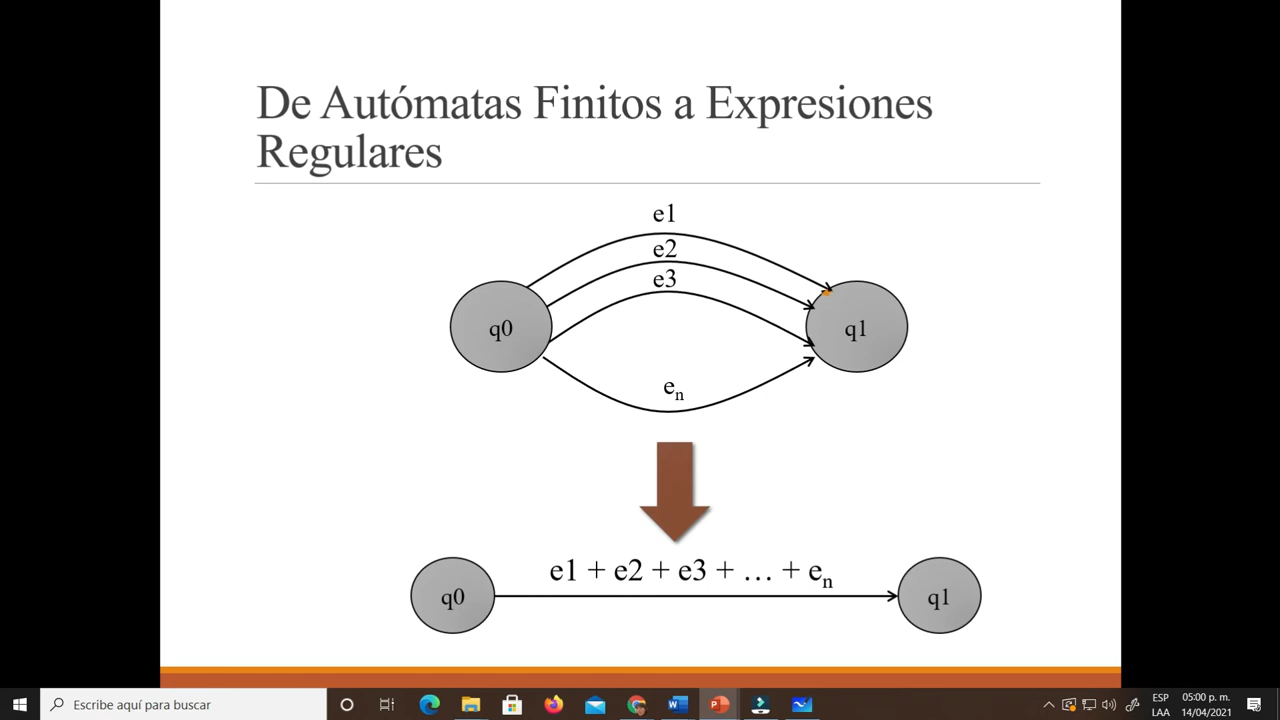 De Autómatas Finitos a Expresiones
Regulares
e1
e2
e3
q0
q1
en
e1 + e2 + e3 + … + en
q0
q1
Escribe aquí para buscar
ESP
LAA
05:00 p. m.
14/04/2021